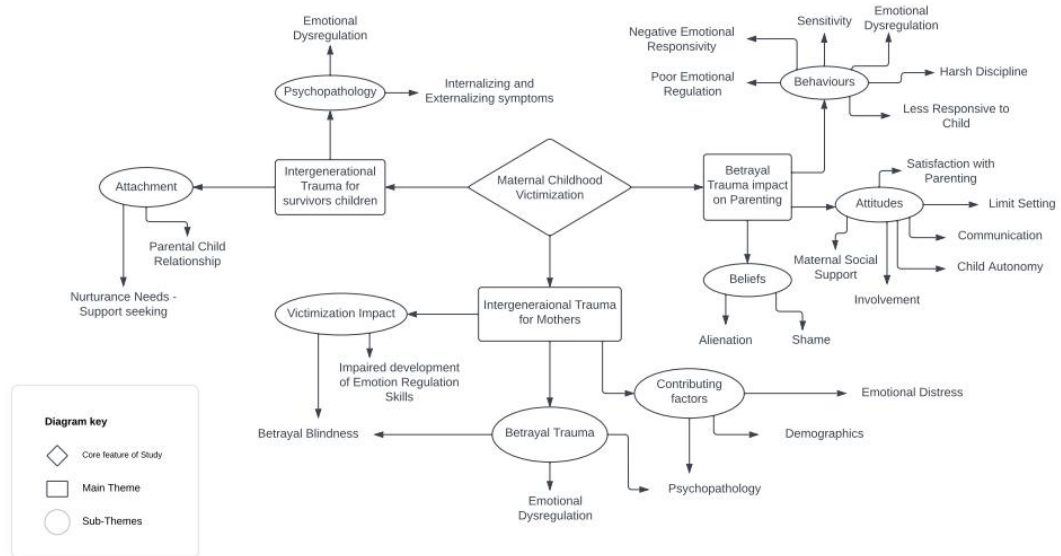 Emotional
Dysregulation
Psychopathology
Internalizing and
Externalizing symptoms
Intergenerational
Trauma for
survivors children
Attachment
Parental Child
Relationship
Nurturance Needs -
Support seeking
Maternal Childhood
Victimization
Betrayal
Trauma impact
on Parenting
Behaviours
Negative Emotional
Responsivity
Sensitivity
Emotional
Dysregulation
Poor Emotional
Regulation
Harsh Discipline
Less Responsive to
Child
Attitudes
Satisfaction with
Parenting
Limit Setting
Communication
Child Autonomy
Involvement
Maternal Social
Support
Beliefs
Alienation
Shame
Intergeneraional Trauma
for Mothers
Victimization Impact
Impaired development
of Emotion Regulation
Skills
Betrayal Blindness
Betrayal Trauma
Emotional
Dysregulation
Contributing
factors
Emotional Distress
Demographics
Psychopathology
Diagram key
Core feature of Study
Main Theme
Sub-Themes